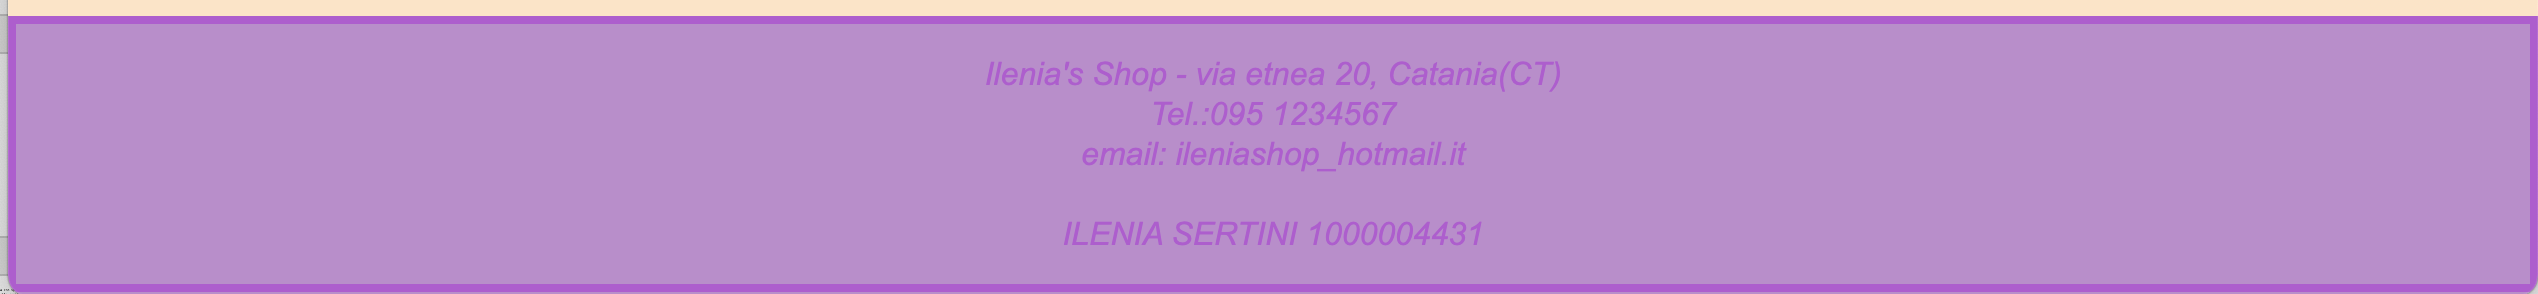 Ilenia's Shop - via etnea 20, Catania(CT)
Tel.:095 1234567
email: ileniashop_hotmail.it
ILENIA SERTINI 1000004431